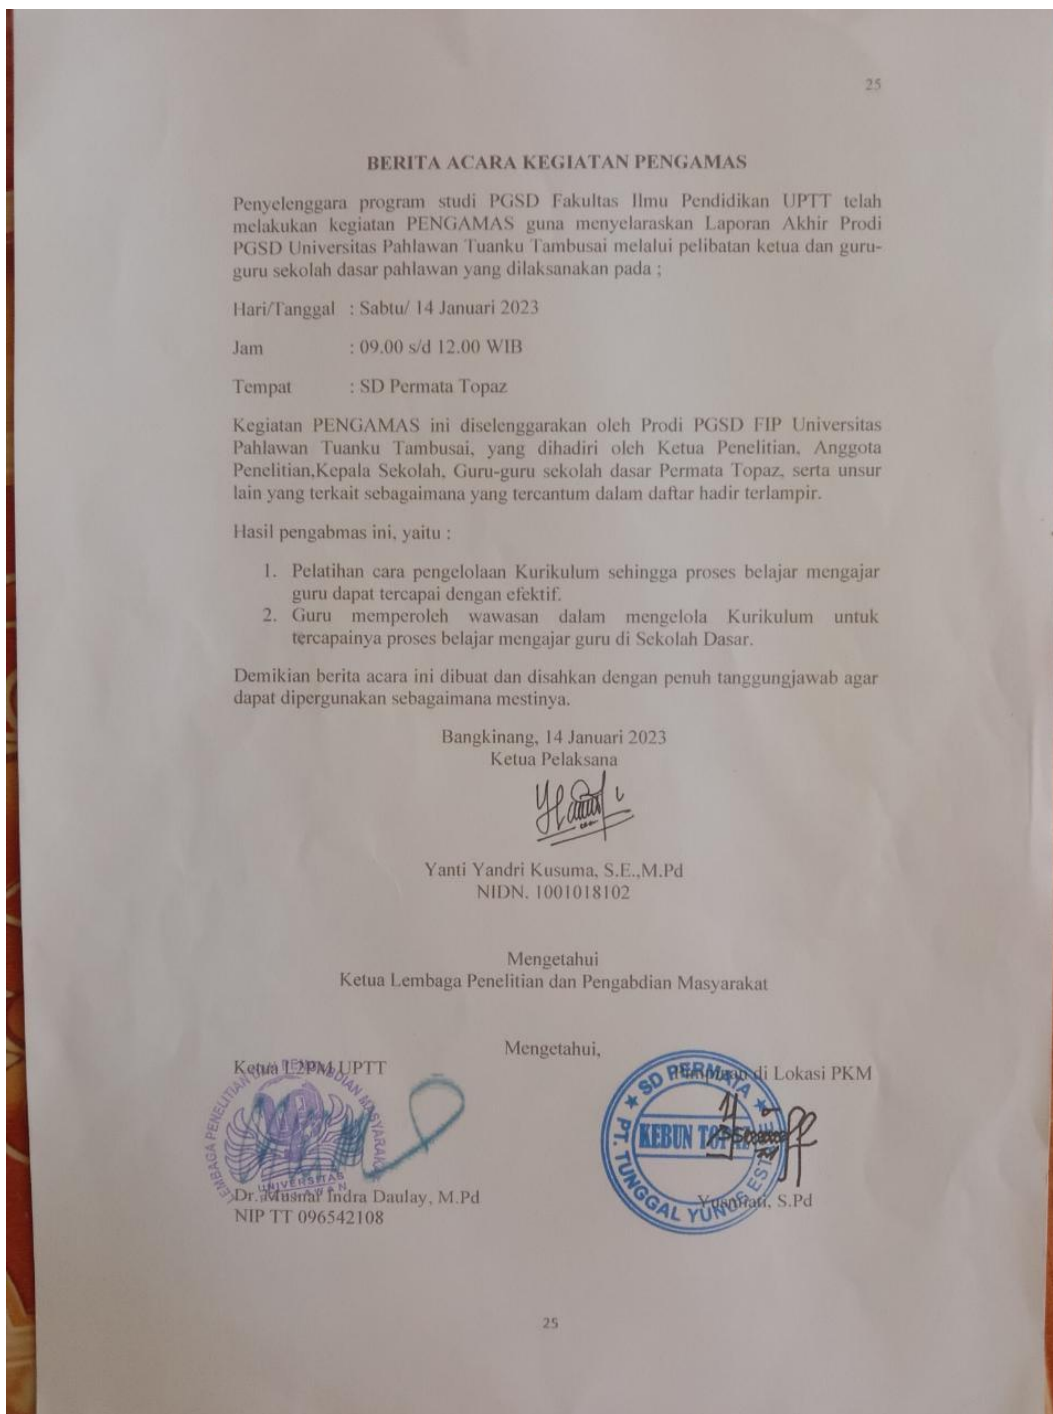 25
BERITA ACARA KEGIATAN PENGAMAS
Penyelenggara program studi PGSD Fakultas Ilmu Pendidikan UPTT telah
melakukan kegiatan PENGAMAS guna menyelaraskan Laporan Akhir Prodi
PGSD Universitas Pahlawan Tuanku Tambusai melalui pelibatan ketua dan guru-
guru sekolah dasar pahlawan yang dilaksanakan pada ;
Hari/Tanggal : Sabtu/ 14 Januari 2023
Jam : 09.00 s/d 12.00 WIB
Tempat : SD Permata Topaz
Kegiatan PENGAMAS ini diselenggarakan oleh Prodi PGSD FIP Universitas
Pahlawan Tuanku Tambusai, yang dihadiri oleh Ketua Penelitian, Anggota
Penelitian,Kepala Sekolah, Guru-guru sekolah dasar Permata Topaz, serta unsur
lain yang terkait sebagaimana yang tercantum dalam daftar hadir terlampir.
Hasil pengabmas ini, yaitu :
1. Pelatihan cara pengelolaan Kurikulum sehingga proses belajar mengajar
guru dapat tercapai dengan efektif.
2. Guru memperoleh wawasan dalam mengelola Kurikulum untuk
tercapainya proses belajar mengajar guru di Sekolah Dasar.
Demikian berita acara ini dibuat dan disahkan dengan penuh tanggungjawab agar
dapat dipergunakan sebagaimana mestinya.
Bangkinang, 14 Januari 2023
Ketua Pelaksana
Yanti Yandri Kusuma, S.E.,M.Pd
NIDN. 1001018102
Mengetahui
Ketua Lembaga Penelitian dan Pengabdian Masyarakat
Mengetahui,
Ketua L2PM UPTT
di Lokasi PKM
LEMBAGA PENELITIAN DAN PENGABDIAN MASYARAKAT
UNIVERSITAS
PAHLAWAN
SD PERMATA
KEBUN TOPAZ
PT. TUNGGAL YUNUS ESTATE
Dr. Musnar Indra Daulay, M.Pd
NIP TT 096542108
Yusnhati, S.Pd
25